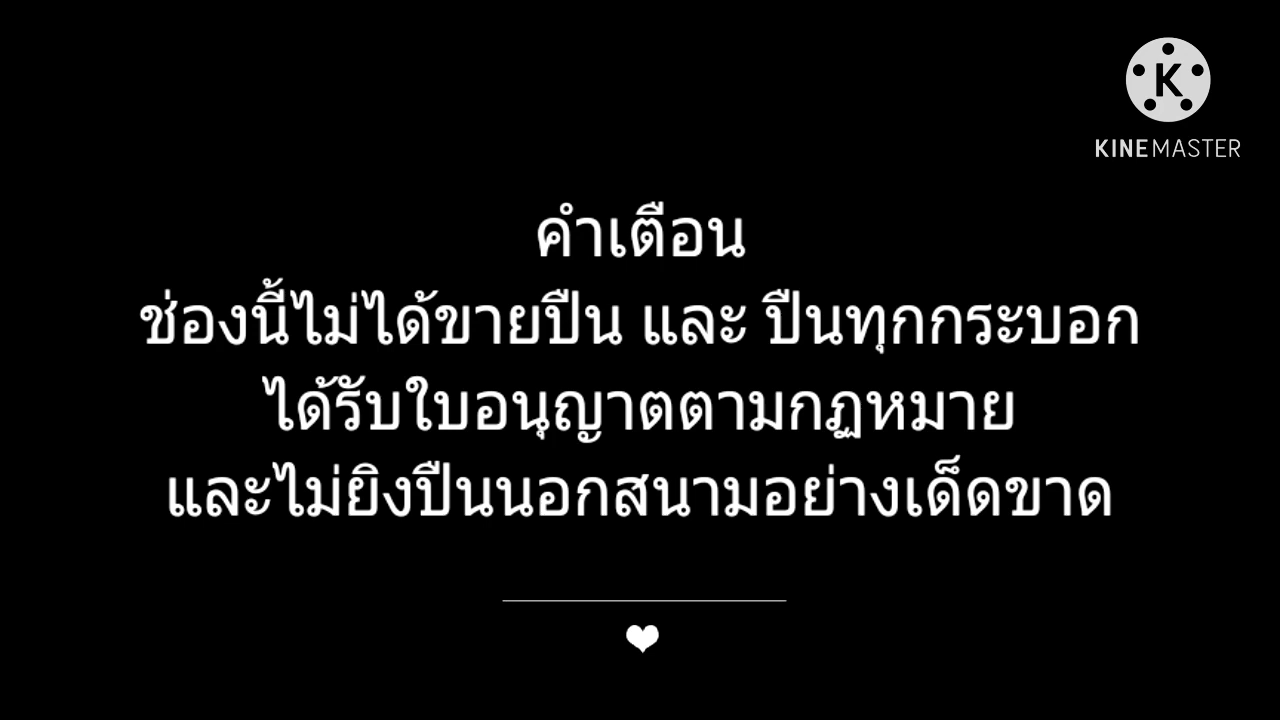 KINEMASTER
คำเตือน
ช่องนี้ไม่ได้ขายปืน และ ปืนทุกกระบอก
ได้รับใบอนุญาตตามกฏหมาย
และไม่ยิงปืนนอกสนามอย่างเด็ดขาด